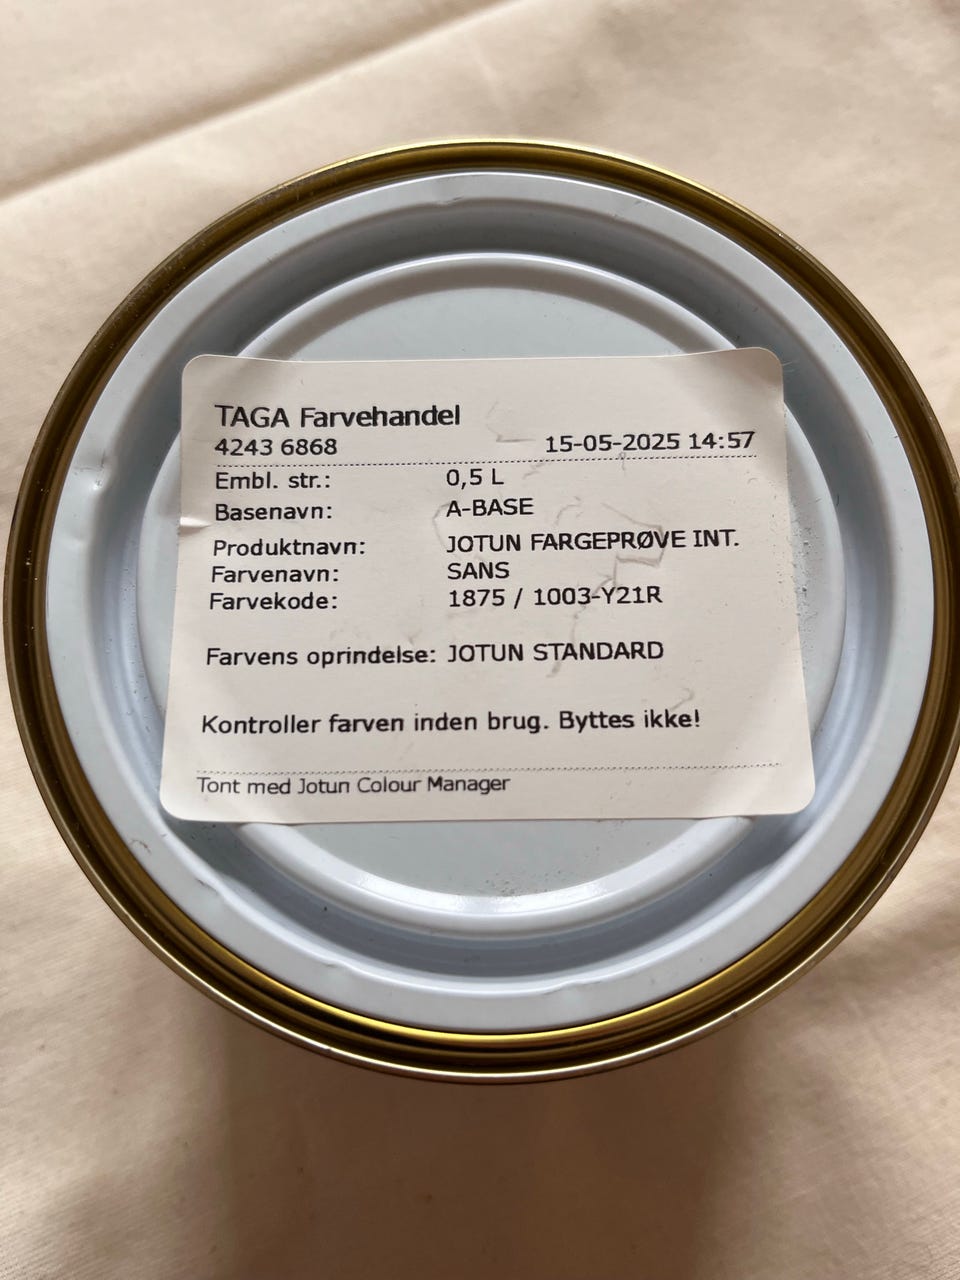 TAGA Farvehandel
4243 6868 15-05-2025 14:57
Embl. str.: 0,5 L
Basenavn: A-BASE
Produktnavn: JOTUN FARGEPRØVE INT.
Farvenavn: SANS
Farvekode: 1875 / 1003-Y21R
Farvens oprindelse: JOTUN STANDARD
Kontroller farven inden brug. Byttes ikke!
Tont med Jotun Colour Manager